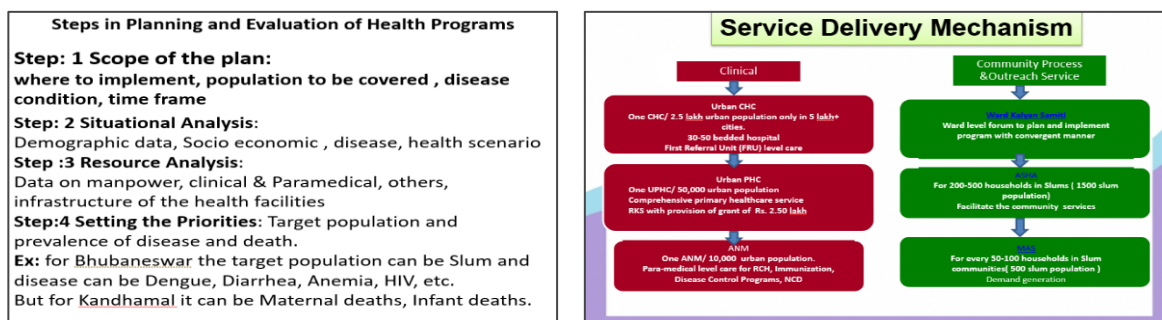 Steps in Planning and Evaluation of Health Programs
Step: 1 Scope of the plan:
where to implement, population to be covered , disease
condition, time frame
Step: 2 Situational Analysis:
Demographic data, Socio economic , disease, health scenario
Step :3 Resource Analysis:
Data on manpower, clinical & Paramedical, others,
infrastructure of the health facilities
Step:4 Setting the Priorities: Target population and
prevalence of disease and death.
Ex: for Bhubaneswar the target population can be Slum and
disease can be Dengue, Diarrhea, Anemia, HIV, etc.
But for Kandhamal it can be Maternal deaths, Infant deaths.
Service Delivery Mechanism
Clinical
Urban CHC
One CHC/ 2.5 lakh urban population only in 5 lakh+
cities.
30-50 bedded hospital
First Referral Unit (FRU) level care
Urban PHC
One UPHC/ 50,000 urban population
Comprehensive primary healthcare service
RKS with provision of grant of Rs. 2.50 lakh
ANM
One ANM/ 10,000 urban population.
Para-medical level care for RCH, Immunization,
Disease Control Programs, NCD
Community Process
&Outreach Service
Ward Kalyan Samiti
Ward level forum to plan and implement
program with convergent manner
ASHA
For 200-500 households in Slums ( 1500 slum
population)
Facilitate the community services
MAS
For every 50-100 households in Slum
communities( 500 slum population )
Demand generation